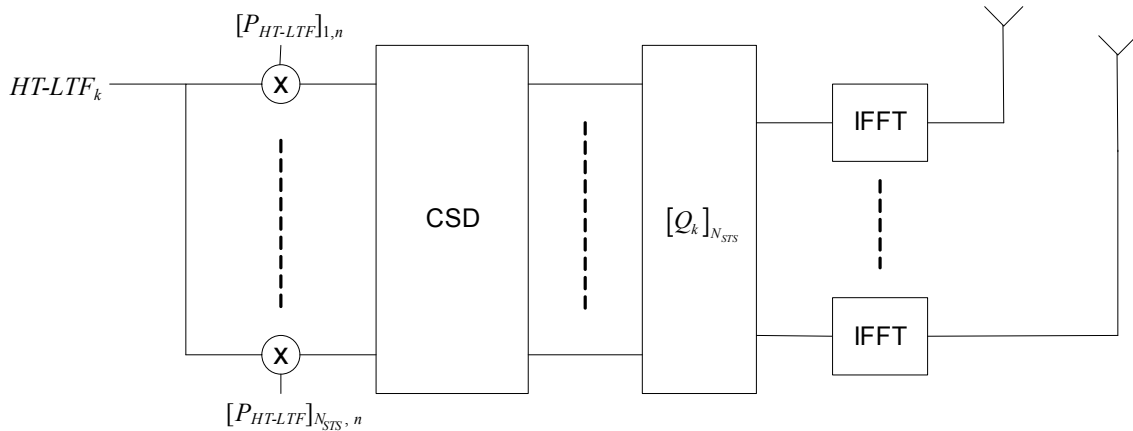 [P_{HT-LTF}]_{1,n}
HT-LTF_k
X
IFFT
CSD
[Q_k]_{N_{STS}}
X
IFFT
[P_{HT-LTF}]_{N_{STS}, n}